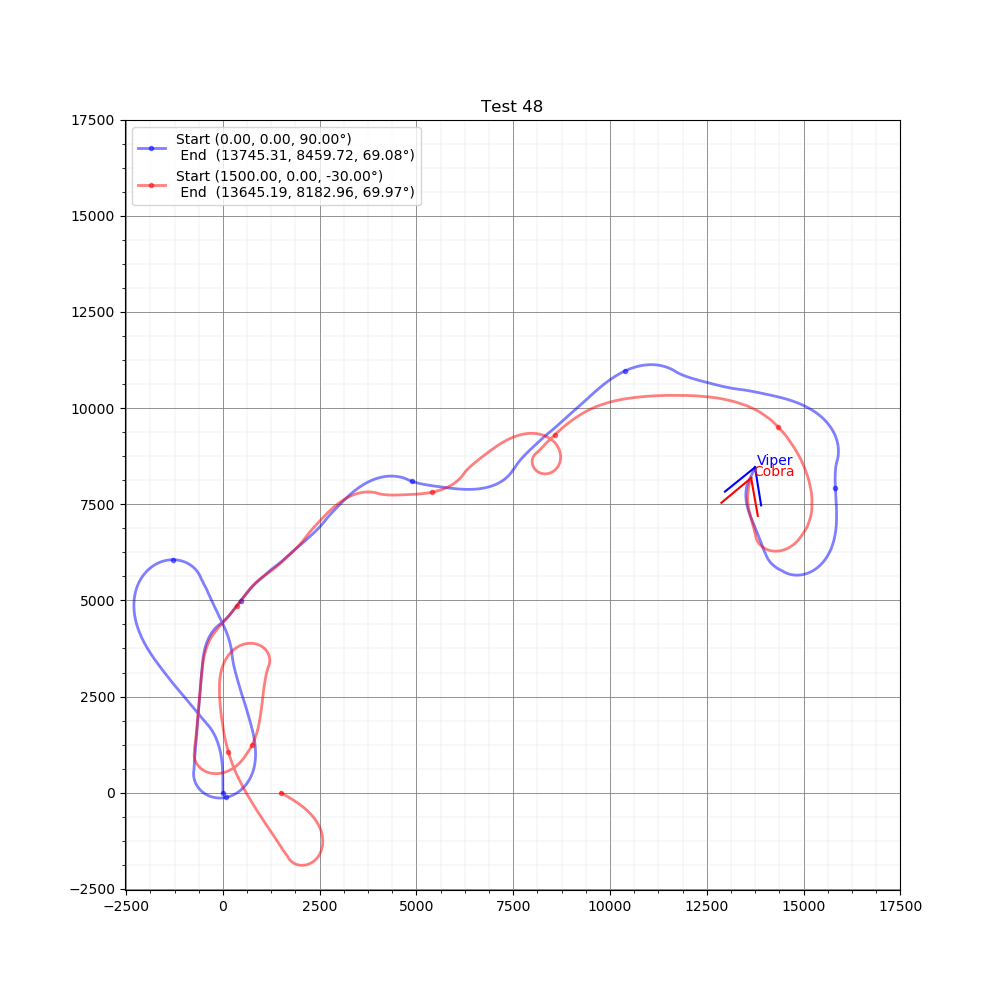 Test 48
Start (0.00, 0.00, 90.00°)
End  (13745.31, 8459.72, 69.08°)
Start (1500.00, 0.00, -30.00°)
End  (13645.19, 8182.96, 69.97°)
17500
15000
12500
10000
7500
5000
2500
0
−2500
Viper
Cobra
−2500 0 2500 5000 7500 10000 12500 15000 17500